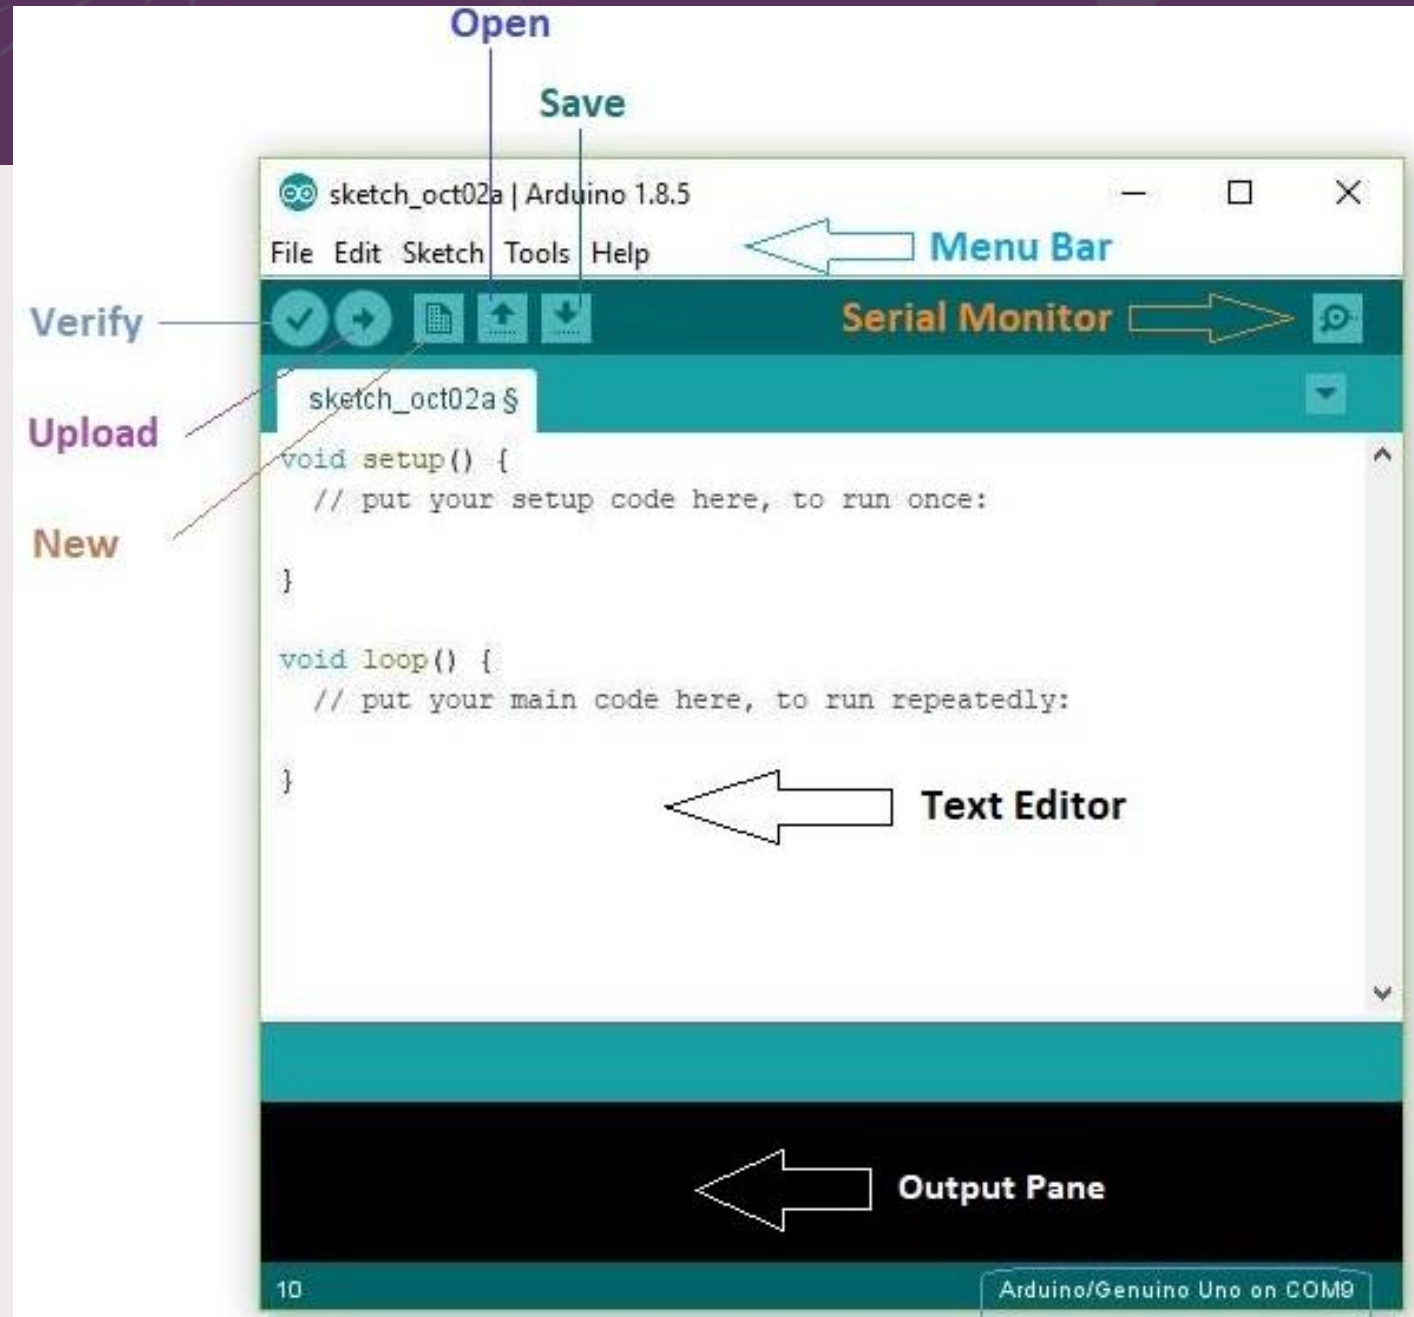 Open
Save
sketch_oct02a | Arduino 1.8.5
File Edit Sketch Tools Help
Menu Bar
Verify
Serial Monitor
sketch_oct02a §
Upload
void setup() {
// put your setup code here, to run once:
New
}
void loop() {
// put your main code here, to run repeatedly:
}
Text Editor
Output Pane
10
Arduino/Genuino Uno on COM9